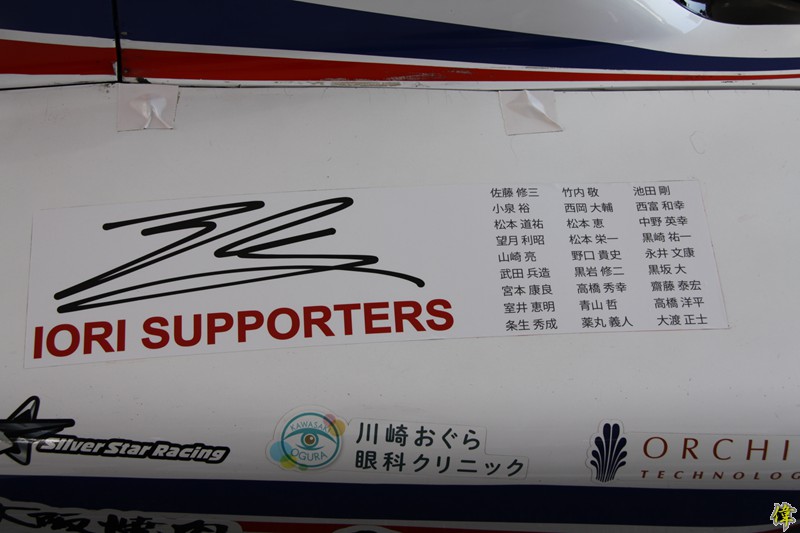 佐藤 修三 竹内 敬 池田 剛
小泉 裕 西岡 大輔 西富 和幸
松本 道祐 松本 恵 中野 英幸
望月 利昭 松本 栄一 黒崎 祐一
山崎 亮 野口 貴史 永井 文康
武田 兵造 黒岩 修二 黒坂 大
宮本 康良 高橋 秀幸 齋藤 泰宏
室井 恵明 青山 哲 高橋 洋平
条生 秀成 薬丸 義人 大渡 正士
IORI SUPPORTERS
Silver Star Racing
KAWASAKI
OGURA
川崎おぐら
眼科クリニック
ORCHI
TECHNOLOG
偉